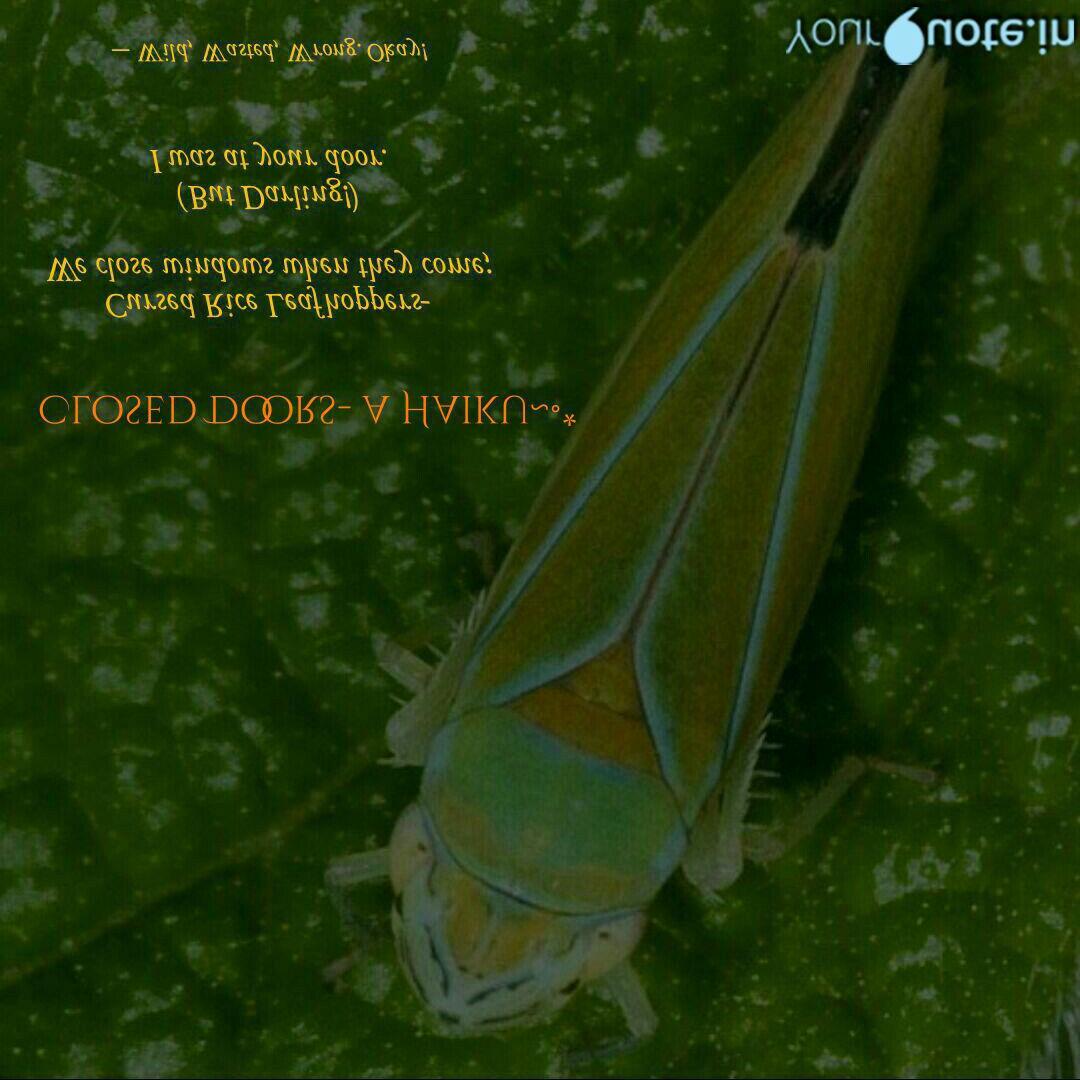 CLOSED DOORS- A HAIKU~°*
Cursed Rice Leafhoppers-
We close windows when they come;
(But Darling!)
I was at your door.
— Wild, Wasted, Wrong. Okay!
YourQuote.in